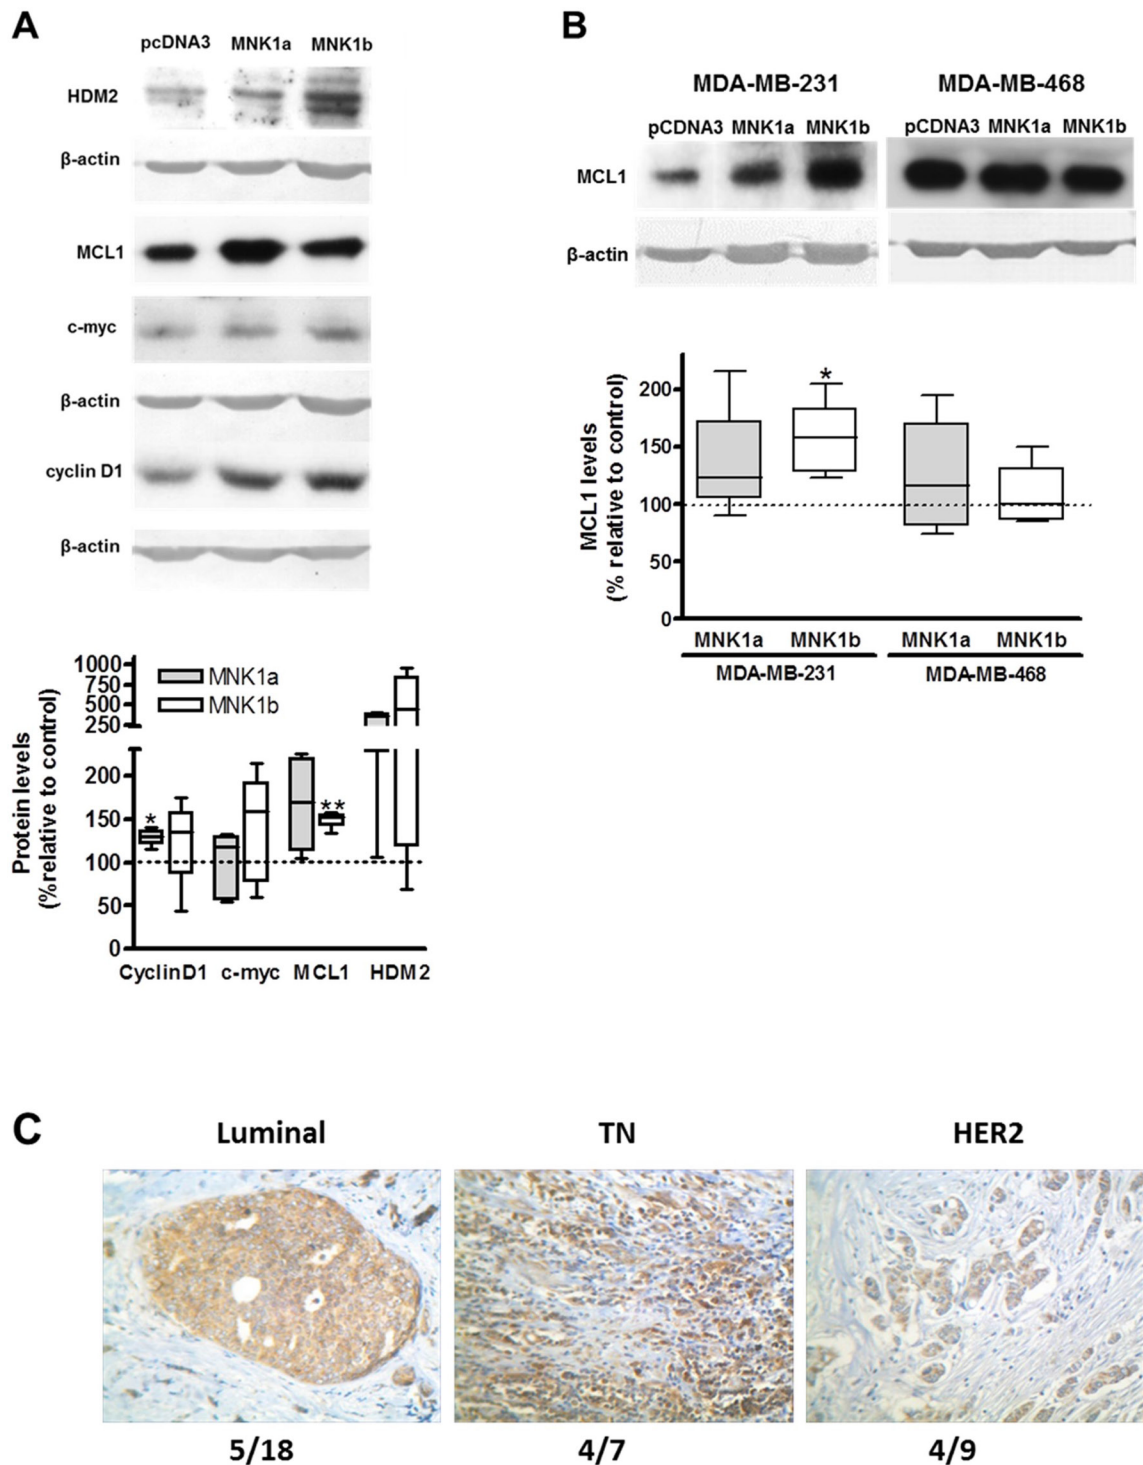 A
pcDNA3 MNK1a MNK1b
HDM2
β-actin
MCL1
c-myc
β-actin
cyclin D1
β-actin
1000
750
500
250
200
150
100
50
0
Protein levels
(%relative to control)
MNK1a
MNK1b
*
**
CyclinD1 c-myc MCL1 HDM2
B
MDA-MB-231 MDA-MB-468
pCDNA3 MNK1a MNK1b pCDNA3 MNK1a MNK1b
MCL1
β-actin
MCL1 levels
(% relative to control)
200
150
100
50
0
*
MNK1a MNK1b MNK1a MNK1b
MDA-MB-231 MDA-MB-468
C
Luminal TN HER2
5/18 4/7 4/9